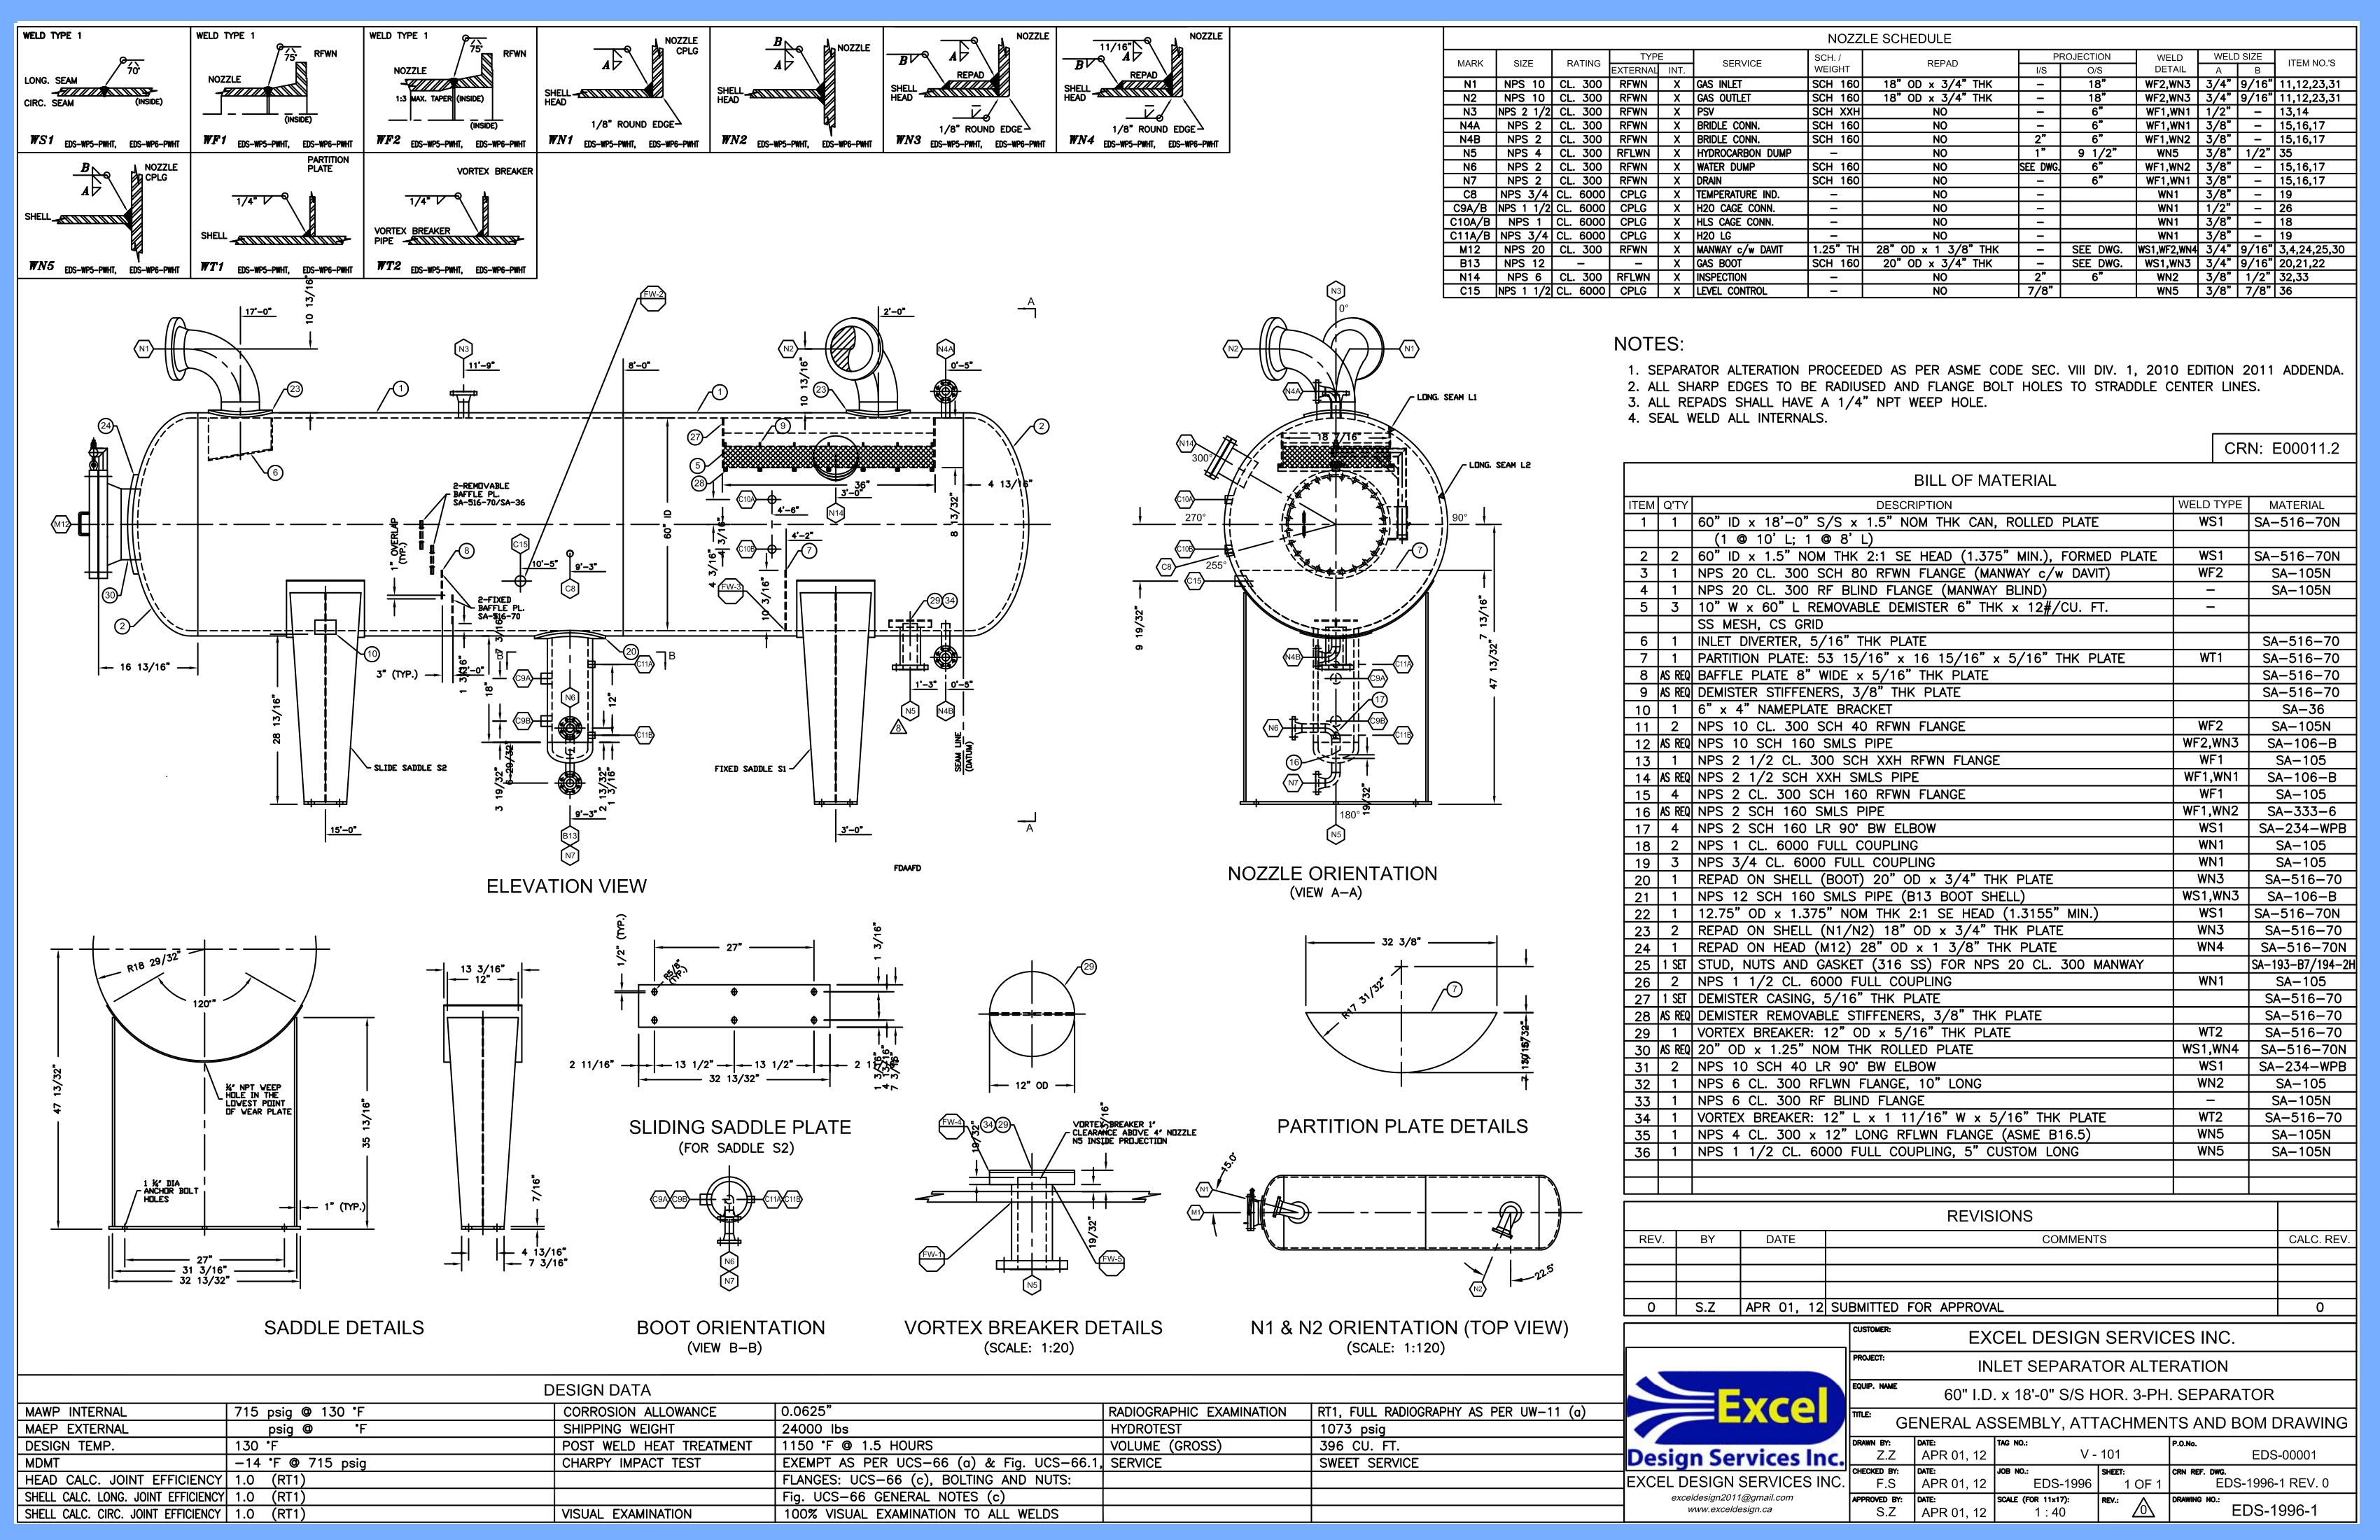 WELD TYPE 1
70°
LONG. SEAM
CIRC. SEAM
(INSIDE)
WS1 EDS-WP5-PWHT, EDS-WP6-PWHT
WELD TYPE 1
75°
RFWN
NOZZLE
(INSIDE)
WF1 EDS-WP5-PWHT, EDS-WP6-PWHT
WELD TYPE 1
75°
RFWN
NOZZLE
1:3 MAX. TAPER (INSIDE)
(INSIDE)
WF2 EDS-WP5-PWHT, EDS-WP6-PWHT
NOZZLE
CPLG
A
SHELL
HEAD
1/8" ROUND EDGE
WN1 EDS-WP5-PWHT, EDS-WP6-PWHT
B
A
NOZZLE
SHELL
HEAD
WN2 EDS-WP5-PWHT, EDS-WP6-PWHT
NOZZLE
B
A
REPAD
SHELL
HEAD
1/8" ROUND EDGE
WN3 EDS-WP5-PWHT, EDS-WP6-PWHT
NOZZLE
11/16"
B
A
REPAD
SHELL
HEAD
1/8" ROUND EDGE
WN4 EDS-WP5-PWHT, EDS-WP6-PWHT
B
A
NOZZLE
CPLG
SHELL
WN5 EDS-WP5-PWHT, EDS-WP6-PWHT
PARTITION
PLATE
1/4"
SHELL
WT1 EDS-WP5-PWHT, EDS-WP6-PWHT
VORTEX BREAKER
1/4"
VORTEX BREAKER
PIPE
WT2 EDS-WP5-PWHT, EDS-WP6-PWHT
NOZZLE SCHEDULE
MARK SIZE RATING TYPE SERVICE SCH. / WEIGHT REPAD PROJECTION WELD DETAIL WELD SIZE ITEM NO.'S
EXTERNAL INT. I/S O/S A B
N1 NPS 10 CL. 300 RFWN X GAS INLET SCH 160 18" OD x 3/4" THK – 18" WF2,WN3 3/4" 9/16" 11,12,23,31
N2 NPS 10 CL. 300 RFWN X GAS OUTLET SCH 160 18" OD x 3/4" THK – 18" WF2,WN3 3/4" 9/16" 11,12,23,31
N3 NPS 2 1/2 CL. 300 RFWN X PSV SCH XXH NO – 6" WF1,WN1 1/2" – 13,14
N4A NPS 2 CL. 300 RFWN X BRIDLE CONN. SCH 160 NO – 6" WF1,WN1 3/8" – 15,16,17
N4B NPS 2 CL. 300 RFWN X BRIDLE CONN. SCH 160 NO 2" 6" WF1,WN2 3/8" – 15,16,17
N5 NPS 4 CL. 300 RFLWN X HYDROCARBON DUMP – NO 1" 9 1/2" WN5 3/8" 1/2" 35
N6 NPS 2 CL. 300 RFWN X WATER DUMP SCH 160 NO SEE DWG. 6" WF1,WN2 3/8" – 15,16,17
N7 NPS 2 CL. 300 RFWN X DRAIN SCH 160 NO – 6" WF1,WN1 3/8" – 15,16,17
C8 NPS 3/4 CL. 6000 CPLG X TEMPERATURE IND. – NO – WN1 3/8" – 19
C9A/B NPS 1 1/2 CL. 6000 CPLG X H2O CAGE CONN. – NO – WN1 1/2" – 26
C10A/B NPS 1 CL. 6000 CPLG X HLS CAGE CONN. – NO – WN1 3/8" – 18
C11A/B NPS 3/4 CL. 6000 CPLG X H2O LG – NO – WN1 3/8" – 19
M12 NPS 20 CL. 300 RFWN X MANWAY c/w DAVIT 1.25" TH 28" OD x 1 3/8" THK – SEE DWG. WS1,WF2,WN4 3/4" 9/16" 3,4,24,25,30
B13 NPS 12 – – X GAS BOOT SCH 160 20" OD x 3/4" THK – SEE DWG. WS1,WN3 3/4" 9/16" 20,21,22
N14 NPS 6 CL. 300 RFLWN X INSPECTION – NO 2" 6" WN2 3/8" 1/2" 32,33
C15 NPS 1 1/2 CL. 6000 CPLG X LEVEL CONTROL – NO 7/8" WN5 3/8" 7/8" 36
NOTES:
1. SEPARATOR ALTERATION PROCEEDED AS PER ASME CODE SEC. VIII DIV. 1, 2010 EDITION 2011 ADDENDA.
2. ALL SHARP EDGES TO BE RADIUSED AND FLANGE BOLT HOLES TO STRADDLE CENTER LINES.
3. ALL REPADS SHALL HAVE A 1/4" NPT WEEP HOLE.
4. SEAL WELD ALL INTERNALS.
CRN: E00011.2
17'-0"
10 13/16"
N1
N3
11'-9"
FW-2
8'-0"
N2
2'-0"
10 13/16"
N4A
0'-5"
A
23
1
1
23
24
6
27
9
5
28
2
36"
4 13/16"
2-REMOVABLE
BAFFLE PL.
SA-516-70/SA-36
60" ID
C10A
3'-0"
N14
4'-6"
8 13/32"
M12
1" OVERLAP
(TYP.)
8
C15
10'-5"
9'-3"
C8
C10B
4'-2"
7
4 3/16"
FW-3
10 3/16"
30
2-FIXED
BAFFLE PL.
SA-516-70
29 34
2
10
16 13/16"
3" (TYP.)
20
C11A
B
C9A
N6
18"
12"
C9B
C11B
1'-3"
0'-5"
N5
N4B
8
28 13/16"
SLIDE SADDLE S2
FIXED SADDLE S1
SEAM LINE
(DATUM)
3 19/32"
6 29/32"
2 13/32"
1 3/16"
9'-3"
B13
N7
15'-0"
3'-0"
A
FDAAFD
ELEVATION VIEW
N3
0°
N2
N1
N4A
LONG. SEAM L1
18 7/16"
N14
300°
LONG. SEAM L2
C10A
270°
90°
C10B
C8
255°
C15
7
9 19/32"
7 13/16"
47 13/32"
N4B
C11A
C9A
17
C9B
N6
C11B
16
N7
19/32"
180°
N5
NOZZLE ORIENTATION
(VIEW A-A)
BILL OF MATERIAL
ITEM Q'TY DESCRIPTION WELD TYPE MATERIAL
1 1 60" ID x 18'-0" S/S x 1.5" NOM THK CAN, ROLLED PLATE WS1 SA-516-70N
(1 @ 10' L; 1 @ 8' L)
2 2 60" ID x 1.5" NOM THK 2:1 SE HEAD (1.375" MIN.), FORMED PLATE WS1 SA-516-70N
3 1 NPS 20 CL. 300 SCH 80 RFWN FLANGE (MANWAY c/w DAVIT) WF2 SA-105N
4 1 NPS 20 CL. 300 RF BLIND FLANGE (MANWAY BLIND) – SA-105N
5 3 10" W x 60" L REMOVABLE DEMISTER 6" THK x 12#/CU. FT. –
SS MESH, CS GRID
6 1 INLET DIVERTER, 5/16" THK PLATE SA-516-70
7 1 PARTITION PLATE: 53 15/16" x 16 15/16" x 5/16" THK PLATE WT1 SA-516-70
8 AS REQ BAFFLE PLATE 8" WIDE x 5/16" THK PLATE SA-516-70
9 AS REQ DEMISTER STIFFENERS, 3/8" THK PLATE SA-516-70
10 1 6" x 4" NAMEPLATE BRACKET SA-36
11 2 NPS 10 CL. 300 SCH 40 RFWN FLANGE WF2 SA-105N
12 AS REQ NPS 10 SCH 160 SMLS PIPE WF2,WN3 SA-106-B
13 1 NPS 2 1/2 CL. 300 SCH XXH RFWN FLANGE WF1 SA-105
14 AS REQ NPS 2 1/2 SCH XXH SMLS PIPE WF1,WN1 SA-106-B
15 4 NPS 2 CL. 300 SCH 160 RFWN FLANGE WF1 SA-105
16 AS REQ NPS 2 SCH 160 SMLS PIPE WF1,WN2 SA-333-6
17 4 NPS 2 SCH 160 LR 90° BW ELBOW WS1 SA-234-WPB
18 2 NPS 1 CL. 6000 FULL COUPLING WN1 SA-105
19 3 NPS 3/4 CL. 6000 FULL COUPLING WN1 SA-105
20 1 REPAD ON SHELL (BOOT) 20" OD x 3/4" THK PLATE WN3 SA-516-70
21 1 NPS 12 SCH 160 SMLS PIPE (B13 BOOT SHELL) WS1,WN3 SA-106-B
22 1 12.75" OD x 1.375" NOM THK 2:1 SE HEAD (1.3155" MIN.) WS1 SA-516-70N
23 2 REPAD ON SHELL (N1/N2) 18" OD x 3/4" THK PLATE WN3 SA-516-70
24 1 REPAD ON HEAD (M12) 28" OD x 1 3/8" THK PLATE WN4 SA-516-70N
25 1 SET STUD, NUTS AND GASKET (316 SS) FOR NPS 20 CL. 300 MANWAY SA-193-B7/194-2H
26 2 NPS 1 1/2 CL. 6000 FULL COUPLING WN1 SA-105
27 1 SET DEMISTER CASING, 5/16" THK PLATE SA-516-70
28 AS REQ DEMISTER REMOVABLE STIFFENERS, 3/8" THK PLATE SA-516-70
29 1 VORTEX BREAKER: 12" OD x 5/16" THK PLATE WT2 SA-516-70
30 AS REQ 20" OD x 1.25" NOM THK ROLLED PLATE WS1,WN4 SA-516-70N
31 2 NPS 10 SCH 40 LR 90° BW ELBOW WS1 SA-234-WPB
32 1 NPS 6 CL. 300 RFLWN FLANGE, 10" LONG WN2 SA-105
33 1 NPS 6 CL. 300 RF BLIND FLANGE – SA-105N
34 1 VORTEX BREAKER: 12" L x 1 11/16" W x 5/16" THK PLATE WT2 SA-516-70
35 1 NPS 4 CL. 300 x 12" LONG RFLWN FLANGE (ASME B16.5) WN5 SA-105N
36 1 NPS 1 1/2 CL. 6000 FULL COUPLING, 5" CUSTOM LONG WN5 SA-105N
R18 29/32"
120°
47 13/32"
35 13/16"
¼" NPT WEEP
HOLE IN THE
LOWEST POINT
OF WEAR PLATE
ANCHOR BOLT
HOLES
1" (TYP.)
27"
31 3/16"
32 13/32"
13 3/16"
12"
7/16"
4 13/16"
7 3/16"
SADDLE DETAILS
1/2" (TYP.)
27"
R5/8"
(TYP.)
1 3/16"
2 11/16"
13 1/2"
13 1/2"
32 13/32"
SLIDING SADDLE PLATE
(FOR SADDLE S2)
C9A C9B C11A C11B
N6
N7
BOOT ORIENTATION
(VIEW B-B)
29
12" OD
FW-4
34 29
VORTEX BREAKER 1"
CLEARANCE ABOVE 4" NOZZLE
N5 INSIDE PROJECTION
19/32"
FW-1
FW-5
N5
VORTEX BREAKER DETAILS
(SCALE: 1:20)
32 3/8"
R17 31/32"
7
PARTITION PLATE DETAILS
15.0°
N1
M1
N2
22.5°
N1 & N2 ORIENTATION (TOP VIEW)
(SCALE: 1:120)
REVISIONS
REV. BY DATE COMMENTS CALC. REV.
0 S.Z APR 01, 12 SUBMITTED FOR APPROVAL 0
DESIGN DATA
MAWP INTERNAL 715 psig @ 130 °F CORROSION ALLOWANCE 0.0625" RADIOGRAPHIC EXAMINATION RT1, FULL RADIOGRAPHY AS PER UW-11 (a)
MAEP EXTERNAL psig @ °F SHIPPING WEIGHT 24000 lbs HYDROTEST 1073 psig
DESIGN TEMP. 130 °F POST WELD HEAT TREATMENT 1150 °F @ 1.5 HOURS VOLUME (GROSS) 396 CU. FT.
MDMT -14 °F @ 715 psig CHARPY IMPACT TEST EXEMPT AS PER UCS-66 (a) & Fig. UCS-66.1, SERVICE SWEET SERVICE
HEAD CALC. JOINT EFFICIENCY 1.0 (RT1) FLANGES: UCS-66 (c), BOLTING AND NUTS:
SHELL CALC. LONG. JOINT EFFICIENCY 1.0 (RT1) Fig. UCS-66 GENERAL NOTES (c)
SHELL CALC. CIRC. JOINT EFFICIENCY 1.0 (RT1) VISUAL EXAMINATION 100% VISUAL EXAMINATION TO ALL WELDS
Excel
Design Services Inc.
EXCEL DESIGN SERVICES INC.
exceldesign2011@gmail.com
www.exceldesign.ca
CUSTOMER: EXCEL DESIGN SERVICES INC.
PROJECT: INLET SEPARATOR ALTERATION
EQUIP. NAME 60" I.D. x 18'-0" S/S HOR. 3-PH. SEPARATOR
TITLE: GENERAL ASSEMBLY, ATTACHMENTS AND BOM DRAWING
DRAWN BY: Z.Z DATE: APR 01, 12 TAG NO.: V - 101 P.O.No. EDS-00001
CHECKED BY: F.S DATE: APR 01, 12 JOB NO.: EDS-1996 SHEET: 1 OF 1 CRN REF. DWG. EDS-1996-1 REV. 0
APPROVED BY: S.Z DATE: APR 01, 12 SCALE (FOR 11x17): 1 : 40 REV.: 0 DRAWING NO.: EDS-1996-1